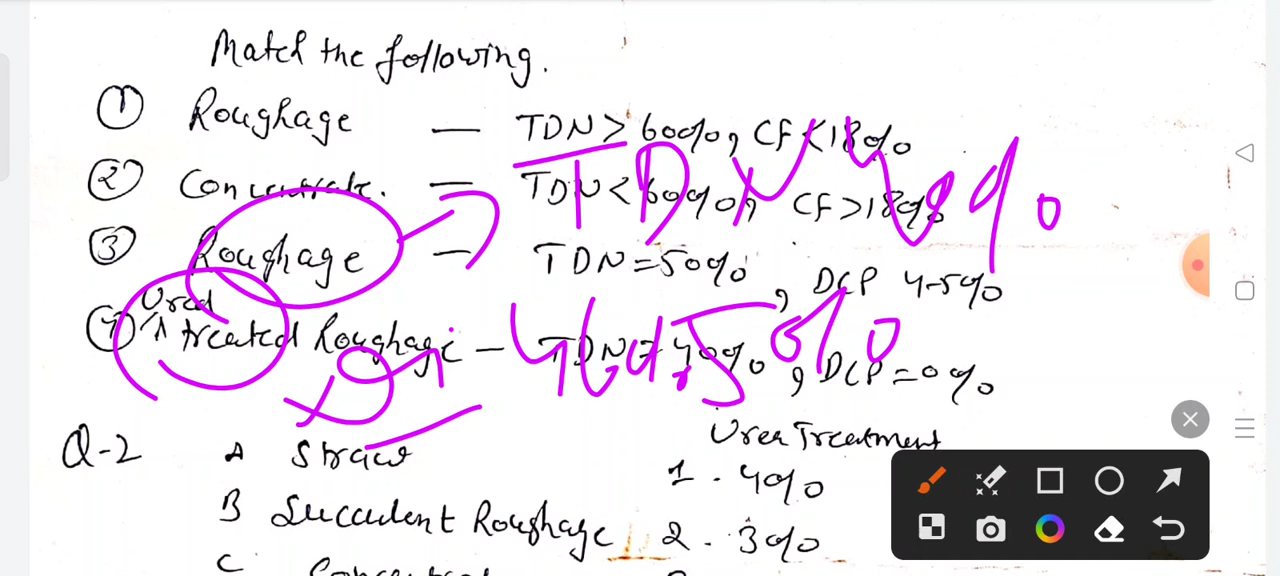 Match the following.
① Roughage — TDN > 60%, CF < 18%
② Concentrate. — TDN < 60%, CF > 18%
③ Roughage — TDN = 50%, DCP 4-5%
④ Urea treated Roughage — TDN = 40%, DCP = 0%
TDN 40%
Q-2 A Straw Urea Treatment
1. 4%
B Succulent Roughage 2. 3%
C